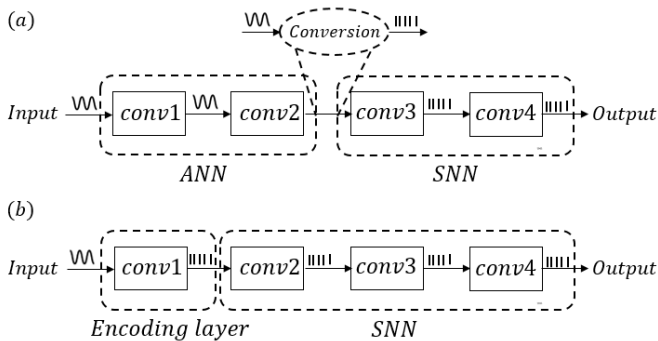 (a)
Conversion
Input conv1 conv2 conv3 conv4 Output
ANN SNN
(b)
Input conv1 conv2 conv3 conv4 Output
Encoding layer SNN